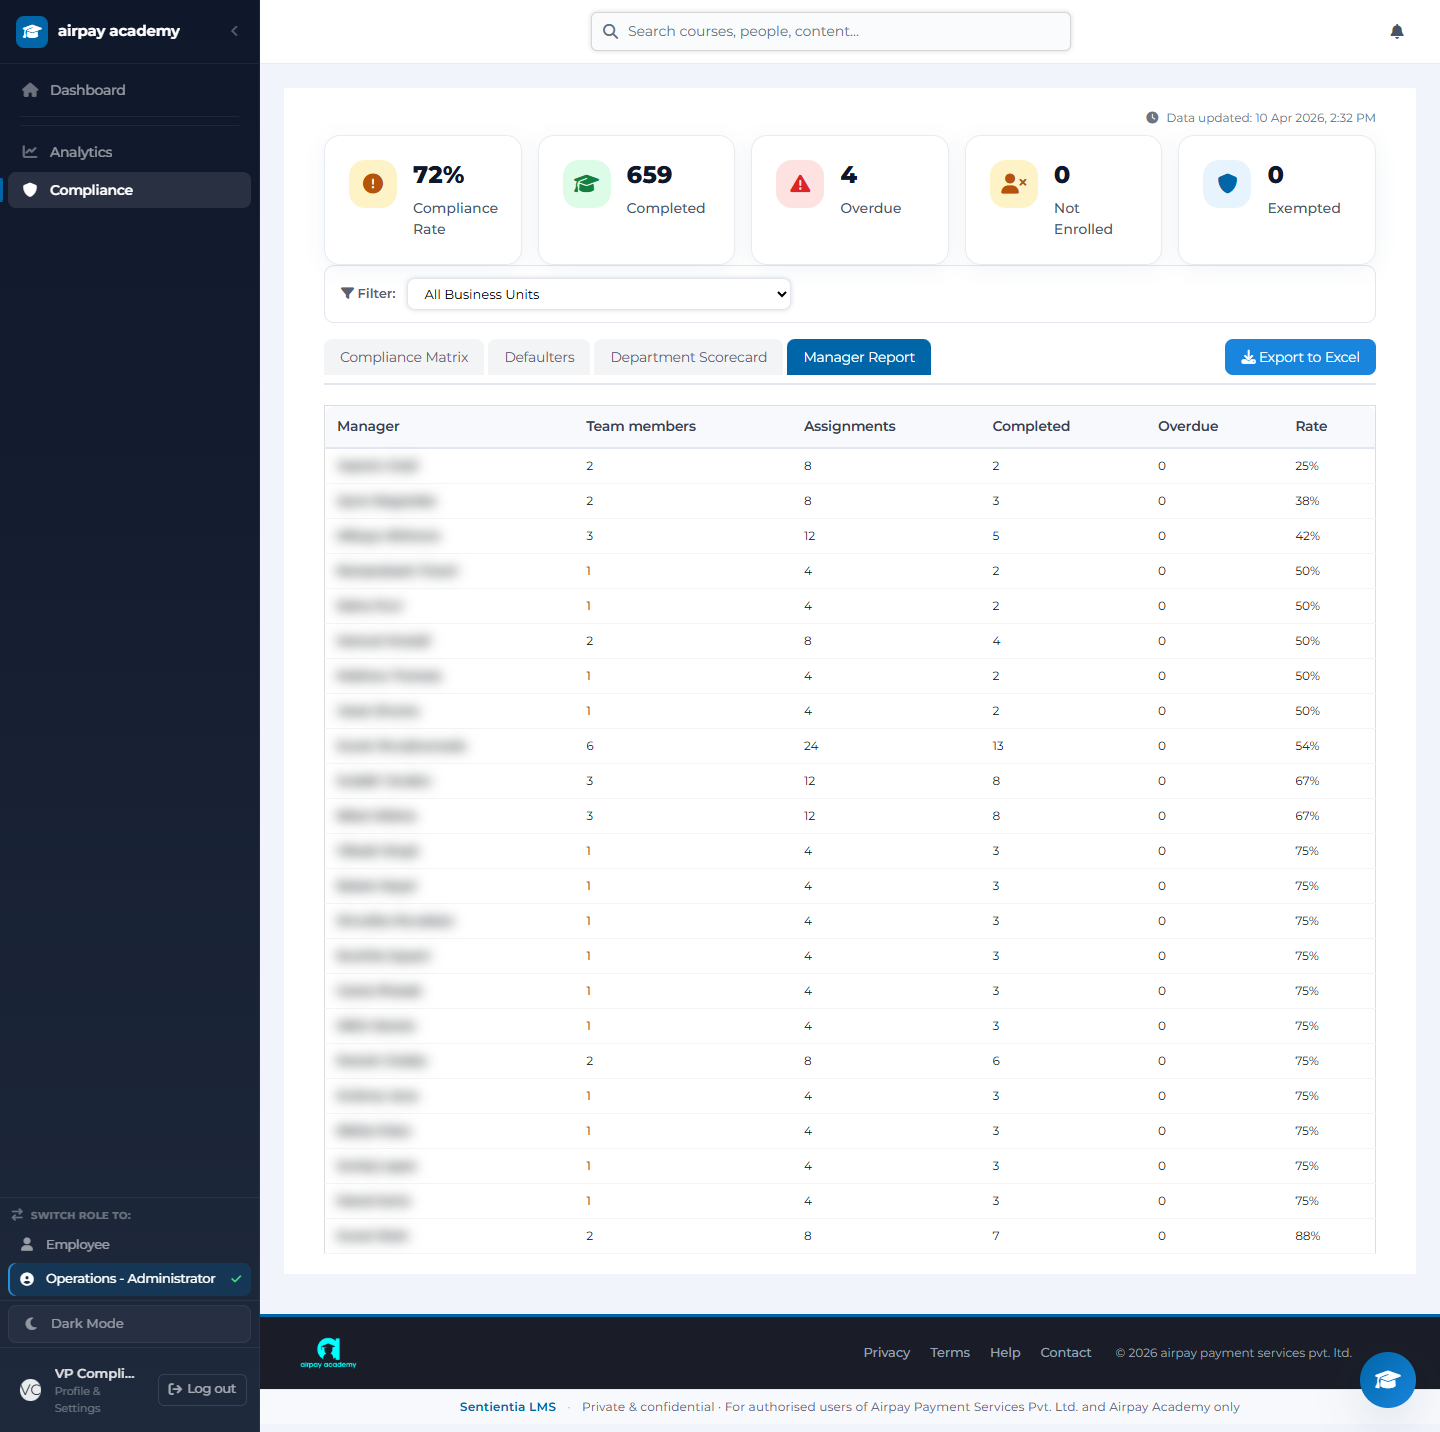 airpay academy
Search courses, people, content...
Dashboard
Analytics
Compliance
Data updated: 10 Apr 2026, 2:32 PM
72%
Compliance
Rate
659
Completed
4
Overdue
0
Not
Enrolled
0
Exempted
Filter: All Business Units
Compliance Matrix Defaulters Department Scorecard Manager Report Export to Excel
Manager Team members Assignments Completed Overdue Rate
2 8 2 0 25%
2 8 3 0 38%
3 12 5 0 42%
1 4 2 0 50%
1 4 2 0 50%
2 8 4 0 50%
1 4 2 0 50%
1 4 2 0 50%
6 24 13 0 54%
3 12 8 0 67%
3 12 8 0 67%
1 4 3 0 75%
1 4 3 0 75%
1 4 3 0 75%
1 4 3 0 75%
1 4 3 0 75%
1 4 3 0 75%
2 8 6 0 75%
1 4 3 0 75%
1 4 3 0 75%
1 4 3 0 75%
1 4 3 0 75%
2 8 7 0 88%
SWITCH ROLE TO:
Employee
Operations - Administrator
Dark Mode
VC
VP Compli...
Profile &
Settings
Log out
airpay academy
Privacy Terms Help Contact © 2026 airpay payment services pvt. ltd.
Sentientia LMS · Private & confidential · For authorised users of Airpay Payment Services Pvt. Ltd. and Airpay Academy only